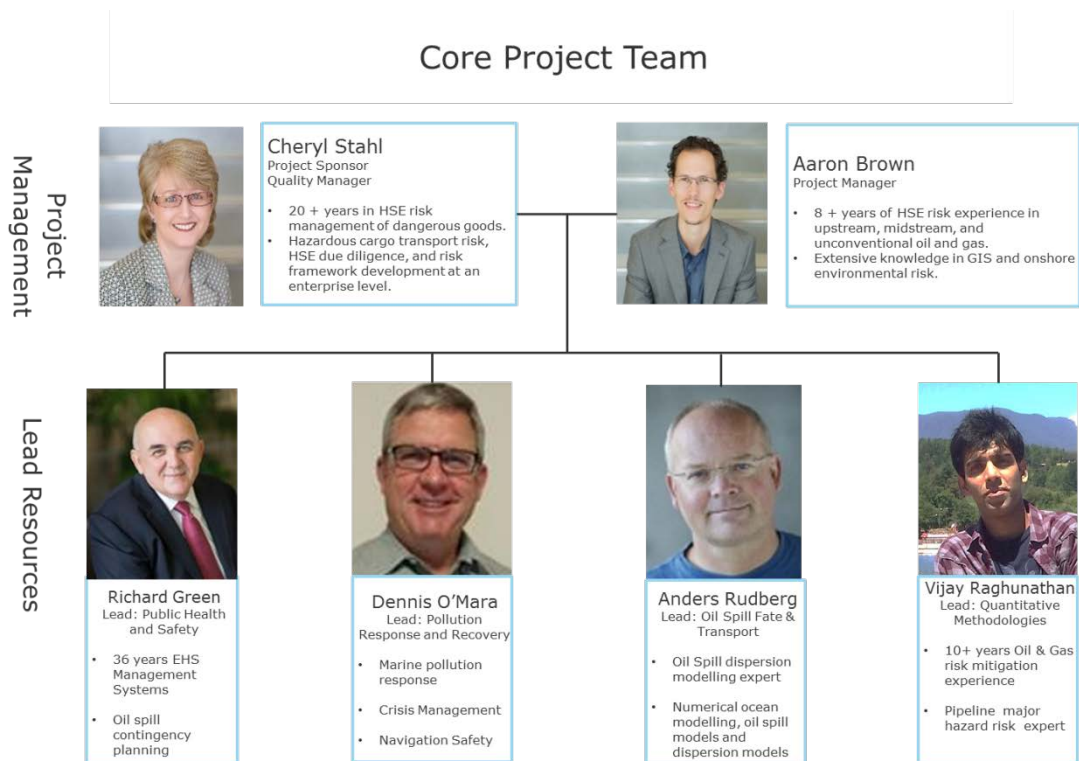 Core Project Team
Project
Management
Cheryl Stahl
Project Sponsor
Quality Manager
• 20 + years in HSE risk
management of dangerous goods.
• Hazardous cargo transport risk,
HSE due diligence, and risk
framework development at an
enterprise level.
Aaron Brown
Project Manager
• 8 + years of HSE risk experience in
upstream, midstream, and
unconventional oil and gas.
• Extensive knowledge in GIS and onshore
environmental risk.
Lead Resources
Richard Green
Lead: Public Health
and Safety
• 36 years EHS
Management
Systems
• Oil spill
contingency
planning
Dennis O’Mara
Lead: Pollution
Response and Recovery
• Marine pollution
response
• Crisis Management
• Navigation Safety
Anders Rudberg
Lead: Oil Spill Fate &
Transport
• Oil Spill dispersion
modelling expert
• Numerical ocean
modelling, oil spill
models and
dispersion models
Vijay Raghunathan
Lead: Quantitative
Methodologies
• 10+ years Oil & Gas
risk mitigation
experience
• Pipeline major
hazard risk expert